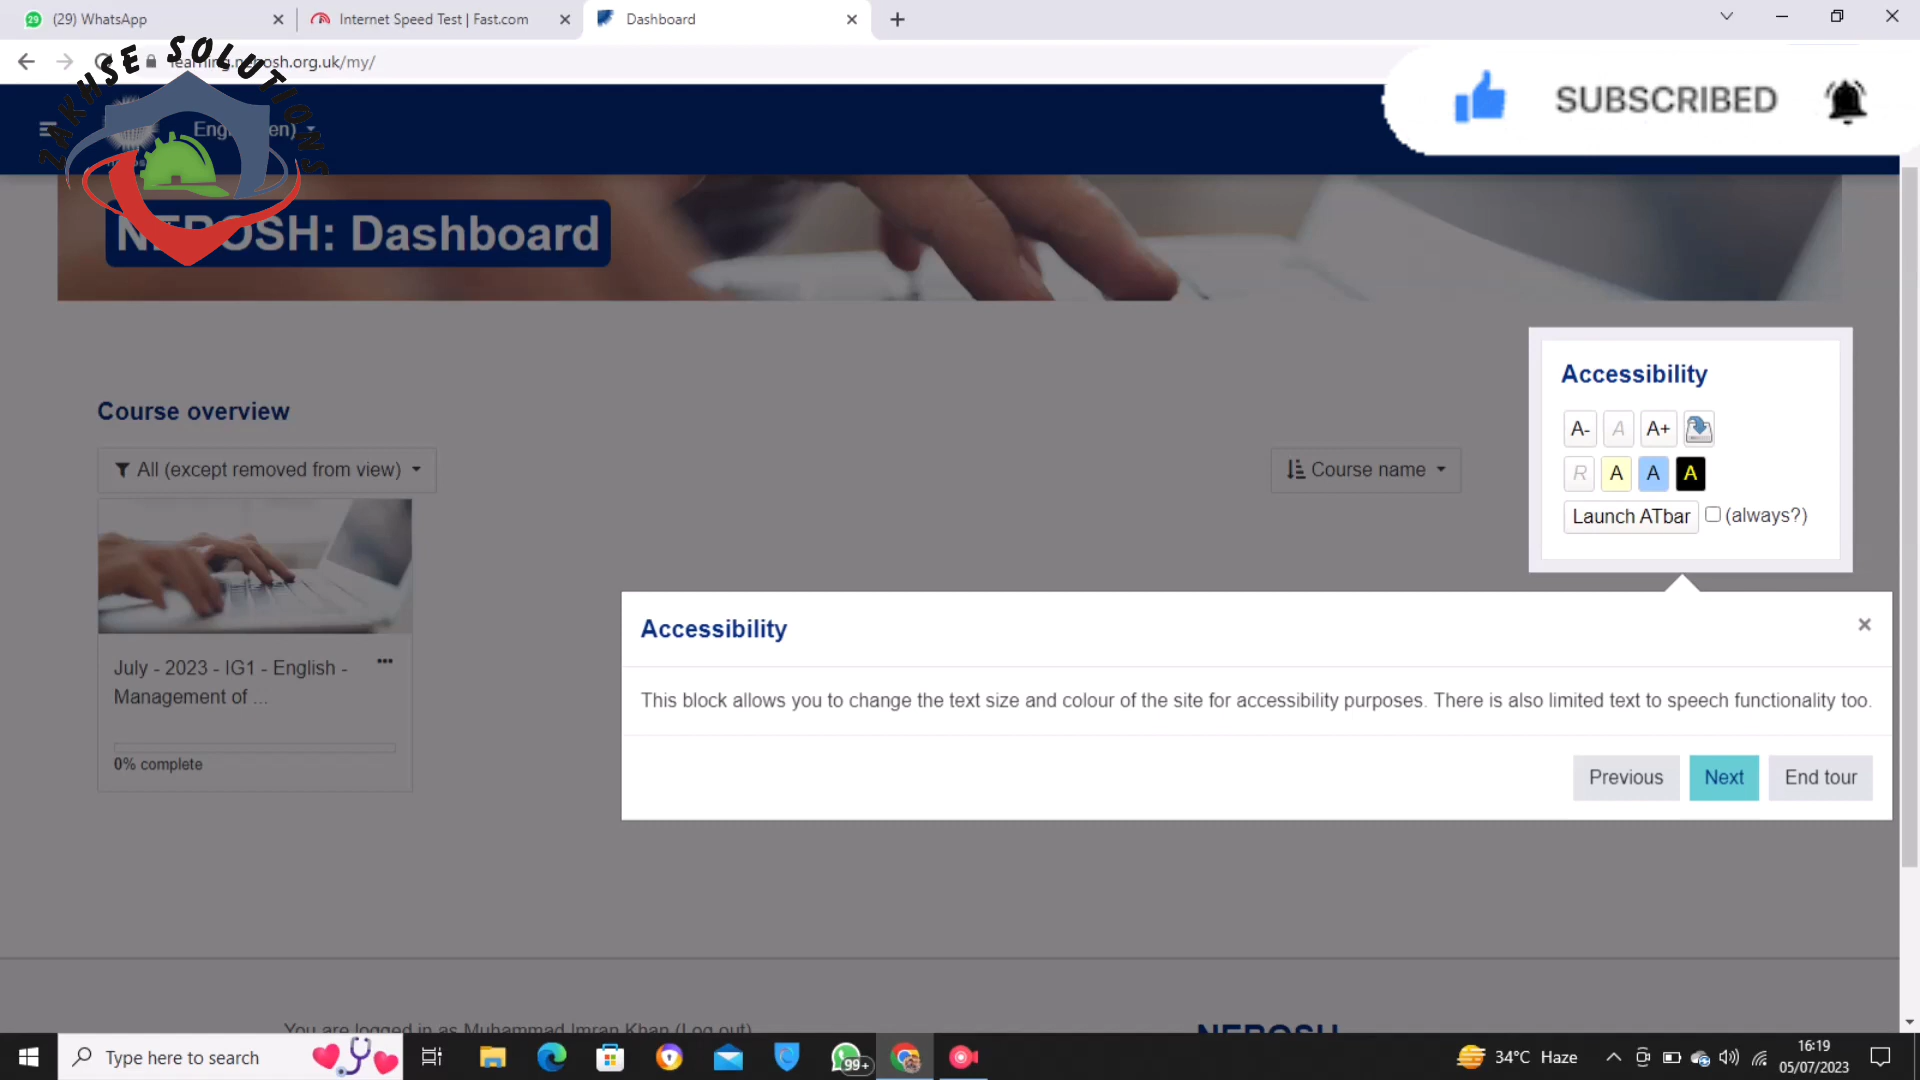 29 (29) WhatsApp
Internet Speed Test | Fast.com
Dashboard
learning.nebosh.org.uk/my/
ZAKHSE SOLUTIONS
SUBSCRIBED
English (en)
NEBOSH: Dashboard
Accessibility
A- A A+
R A A A
Launch ATbar (always?)
Course overview
All (except removed from view)
Course name
July - 2023 - IG1 - English -
Management of ...
0% complete
Accessibility
This block allows you to change the text size and colour of the site for accessibility purposes. There is also limited text to speech functionality too.
Previous Next End tour
You are logged in as Muhammad Imran Khan (Log out)
NEBOSH
Type here to search
99+
34°C Haze
16:19
05/07/2023